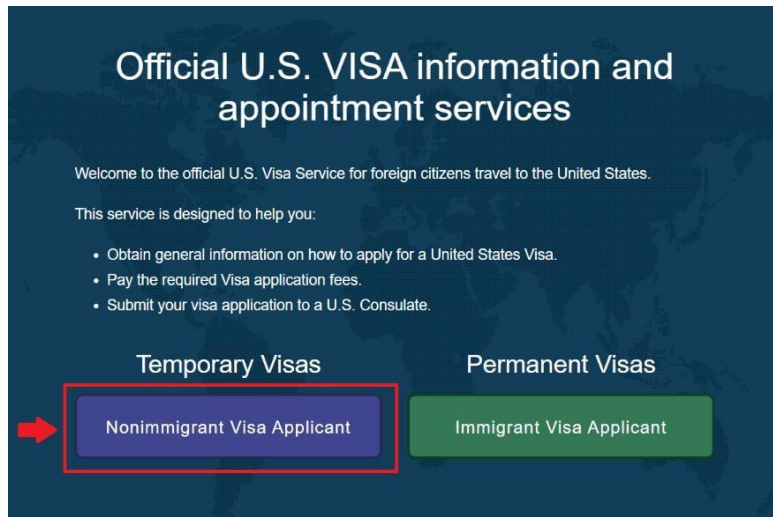 Official U.S. VISA information and
appointment services
Welcome to the official U.S. Visa Service for foreign citizens travel to the United States.
This service is designed to help you:
• Obtain general information on how to apply for a United States Visa.
• Pay the required Visa application fees.
• Submit your visa application to a U.S. Consulate.
Temporary Visas
Permanent Visas
Nonimmigrant Visa Applicant
Immigrant Visa Applicant